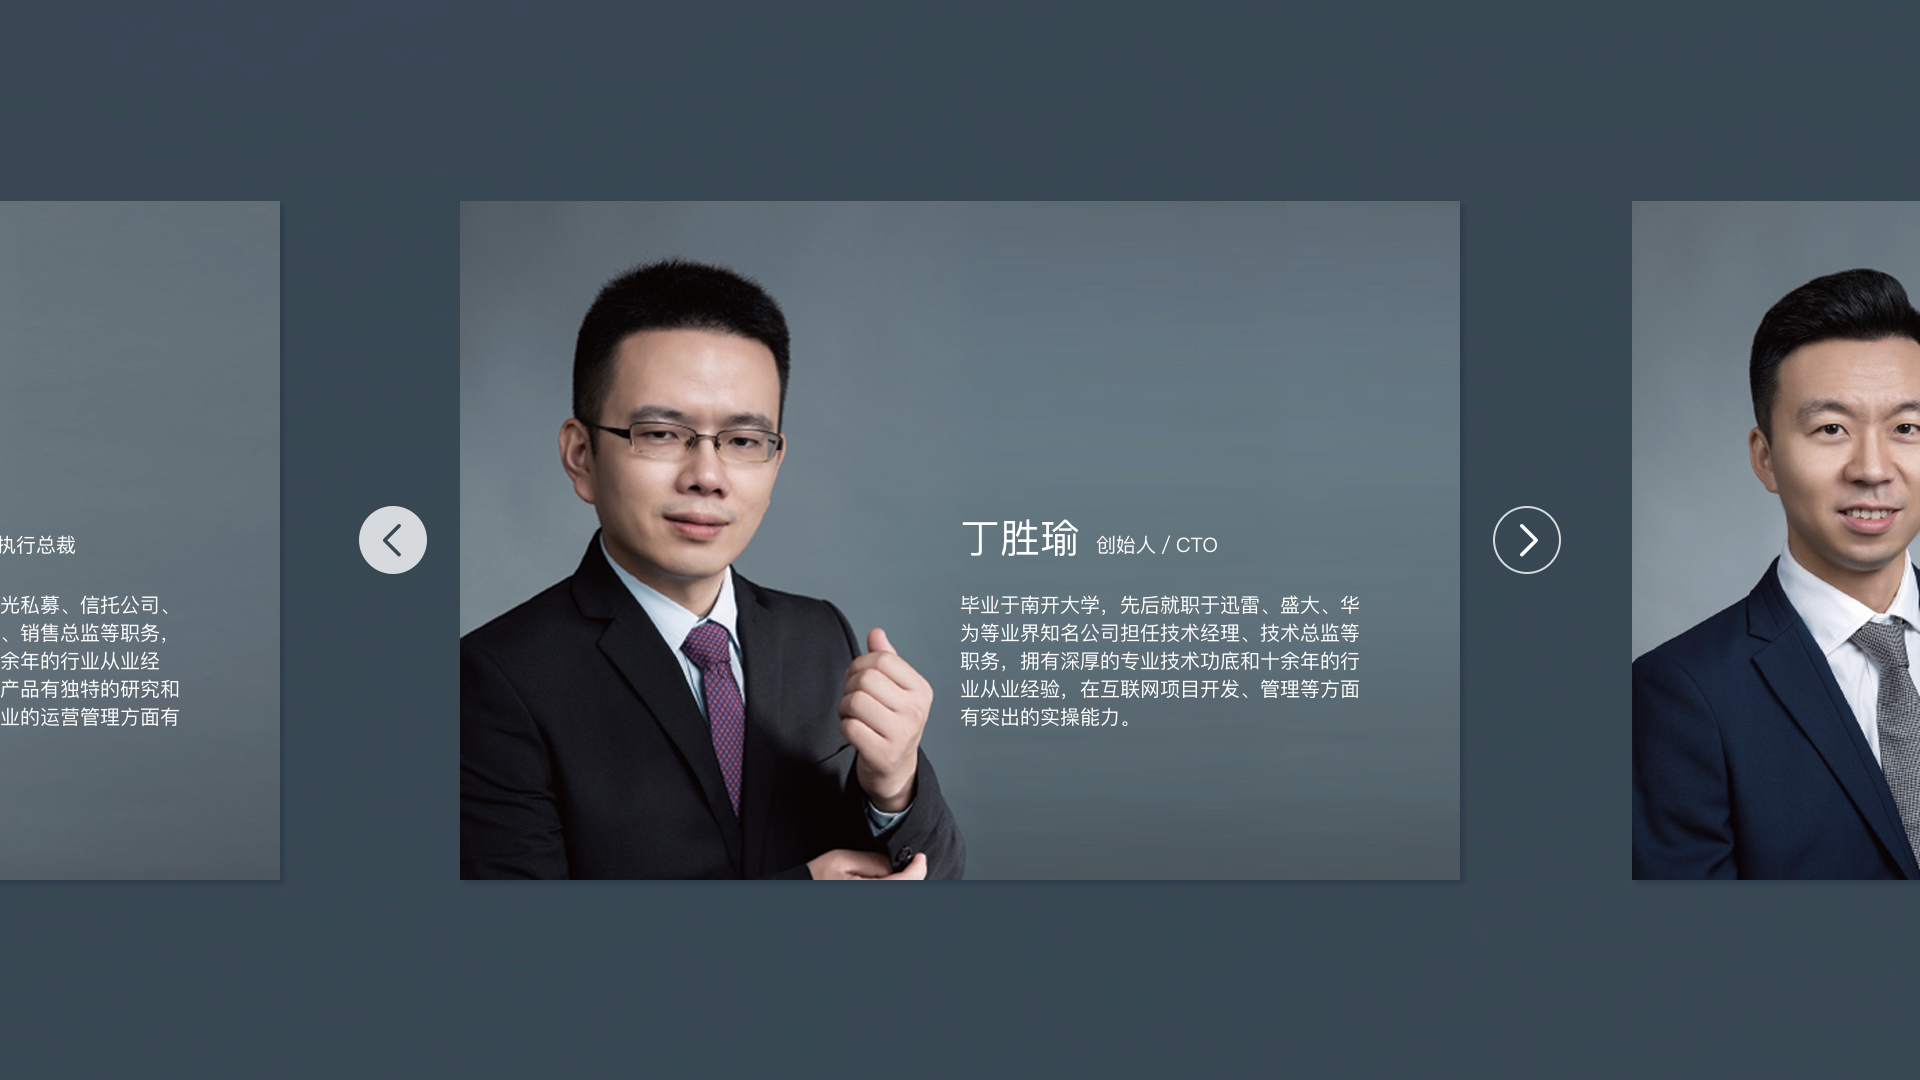 执行总裁
光私募、信托公司、
、销售总监等职务，
余年的行业从业经
产品有独特的研究和
业的运营管理方面有
丁胜瑜 创始人 / CTO
毕业于南开大学，先后就职于迅雷、盛大、华
为等业界知名公司担任技术经理、技术总监等
职务，拥有深厚的专业技术功底和十余年的行
业从业经验，在互联网项目开发、管理等方面
有突出的实操能力。